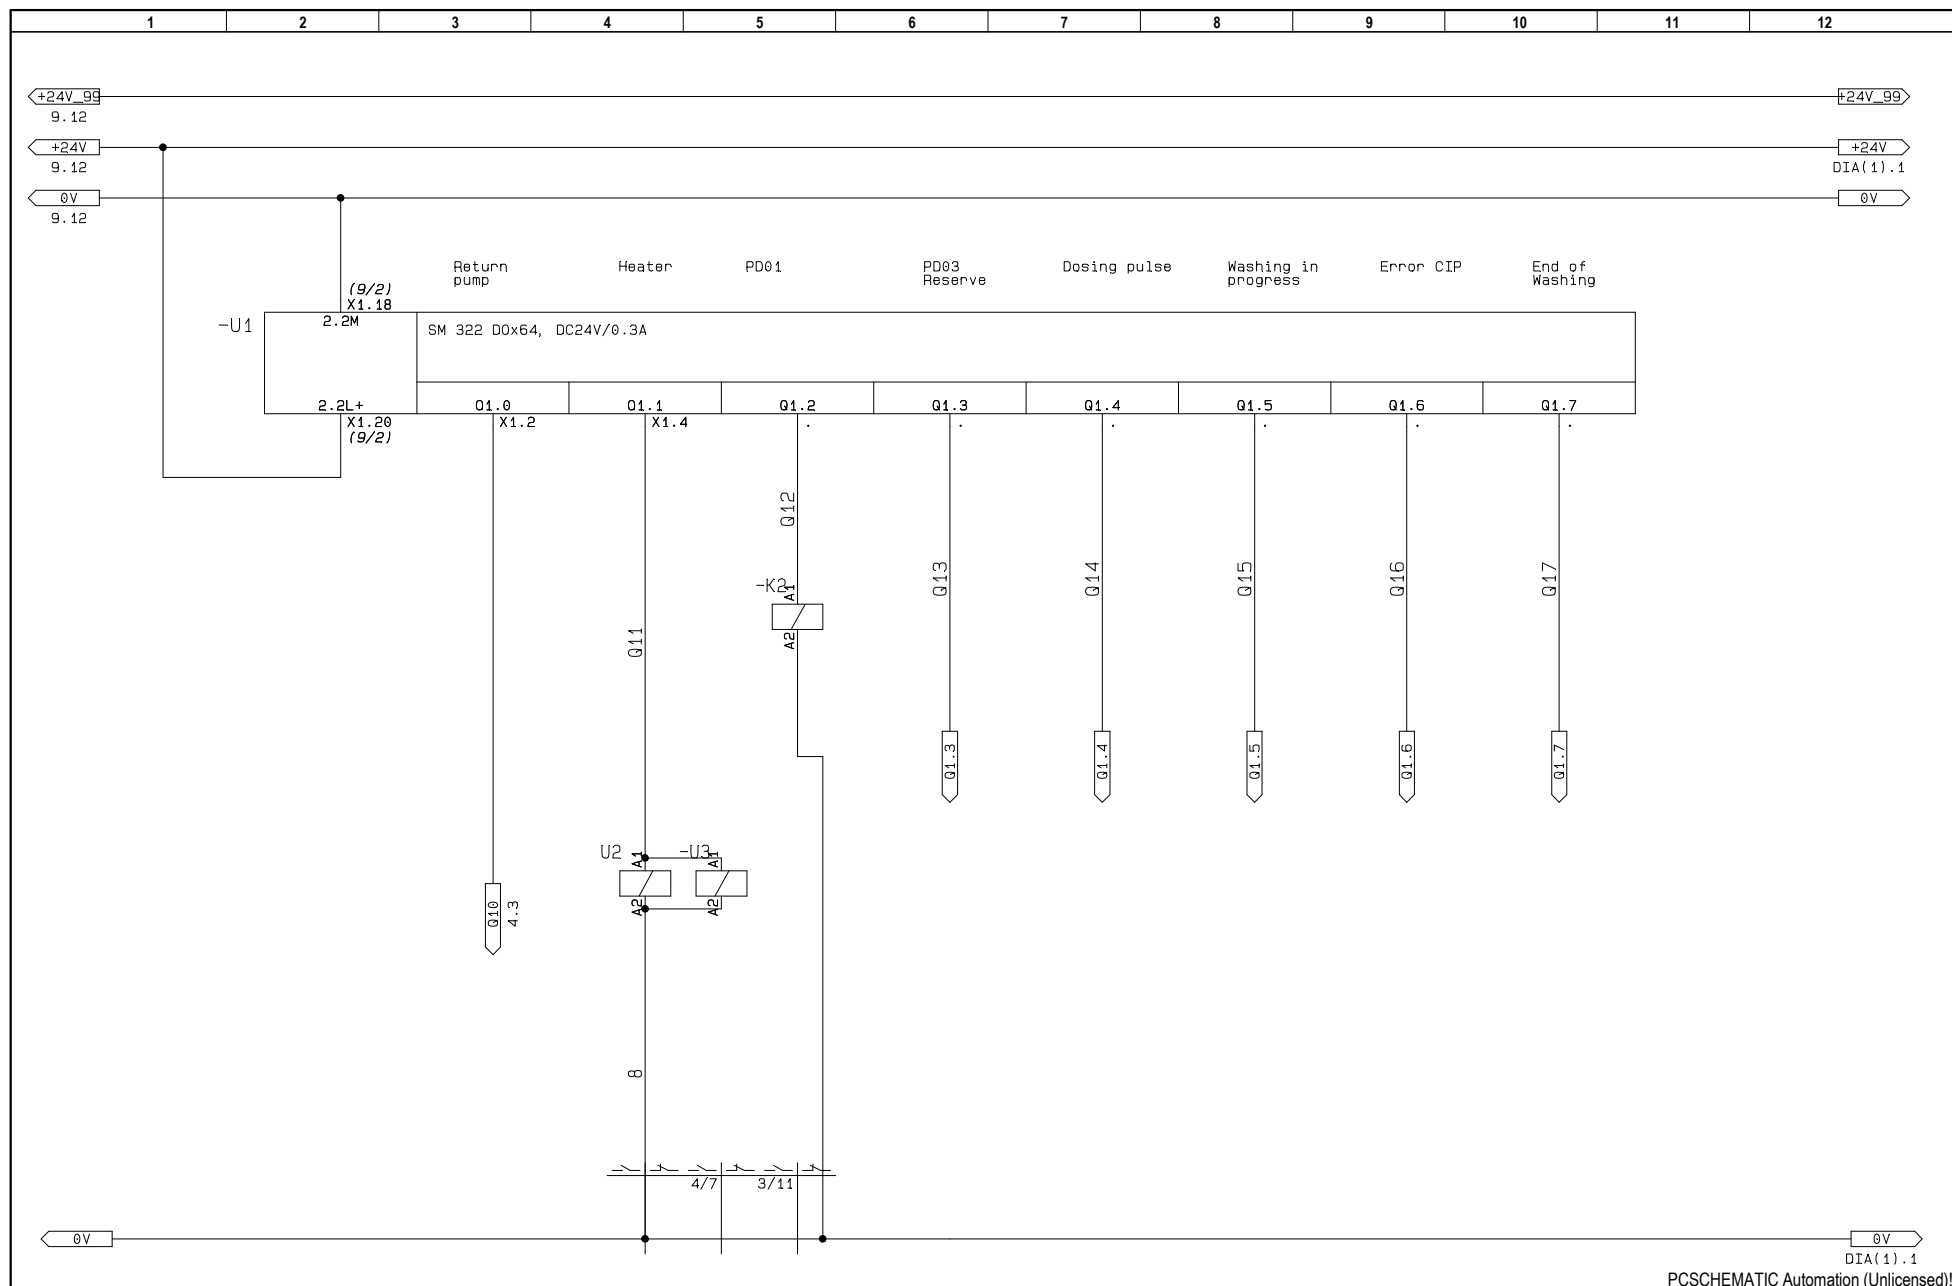 1 2 3 4 5 6 7 8 9 10 11 12
+24V_99 +24V_99
9.12
+24V +24V
9.12 DIA(1).1
0V 0V
9.12
Return Heater PD01 PD03 Dosing pulse Washing in Error CIP End of
pump Reserve progress Washing
(9/2)
X1.18
-U1 2.2M SM 322 DOx64, DC24V/0.3A
2.2L+ O1.0 O1.1 Q1.2 Q1.3 Q1.4 Q1.5 Q1.6 Q1.7
X1.20 X1.2 X1.4 . . . . . .
(9/2)
Q12
Q13 Q14 Q15 Q16 Q17
-K2 A1
A2
Q11
Q1.3 Q1.4 Q1.5 Q1.6 Q1.7
U2 A1 -U3 A1
A2 A2
Q10 4.3
8
4/7 3/11
0V 0V
DIA(1).1
PCSCHEMATIC Automation (Unlicensed)!